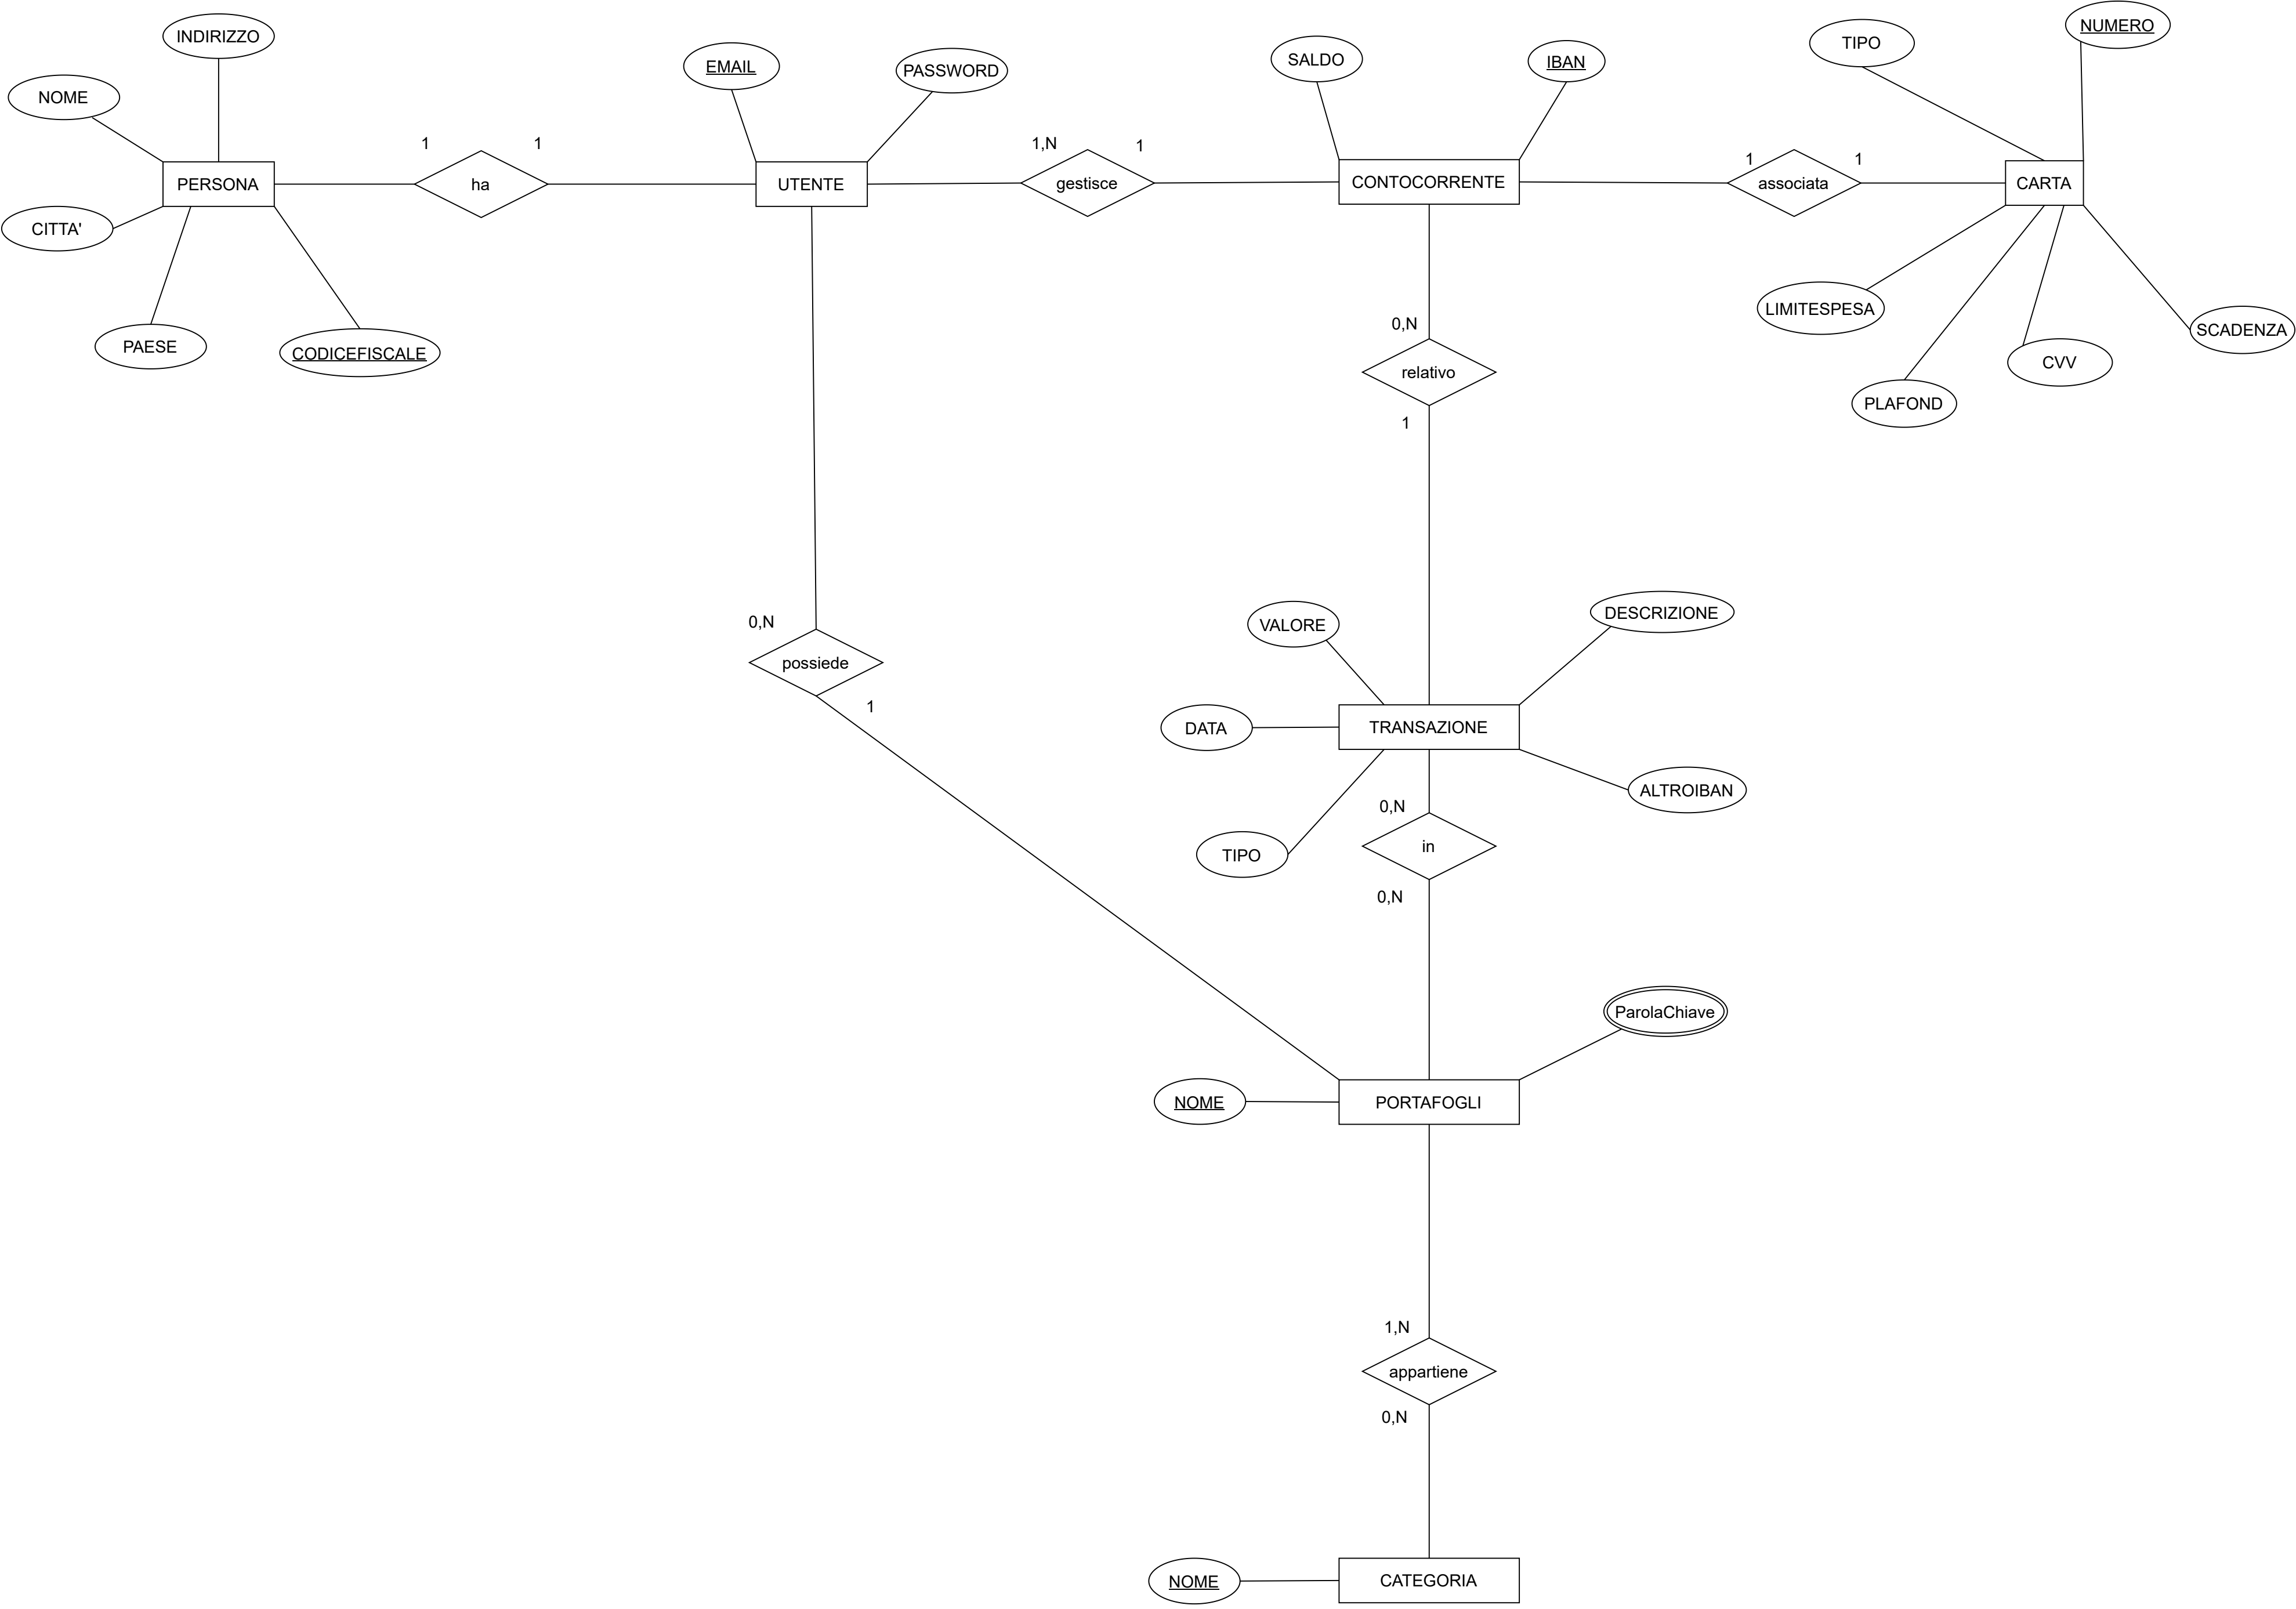 INDIRIZZO
NOME
PERSONA
CITTA'
PAESE
CODICEFISCALE
1
ha
1
EMAIL
PASSWORD
UTENTE
1,N
gestisce
1
SALDO
IBAN
CONTOCORRENTE
1
associata
1
TIPO
NUMERO
CARTA
LIMITESPESA
PLAFOND
CVV
SCADENZA
0,N
relativo
1
0,N
possiede
1
VALORE
DESCRIZIONE
DATA
TRANSAZIONE
TIPO
ALTROIBAN
0,N
in
0,N
ParolaChiave
NOME
PORTAFOGLI
1,N
appartiene
0,N
NOME
CATEGORIA